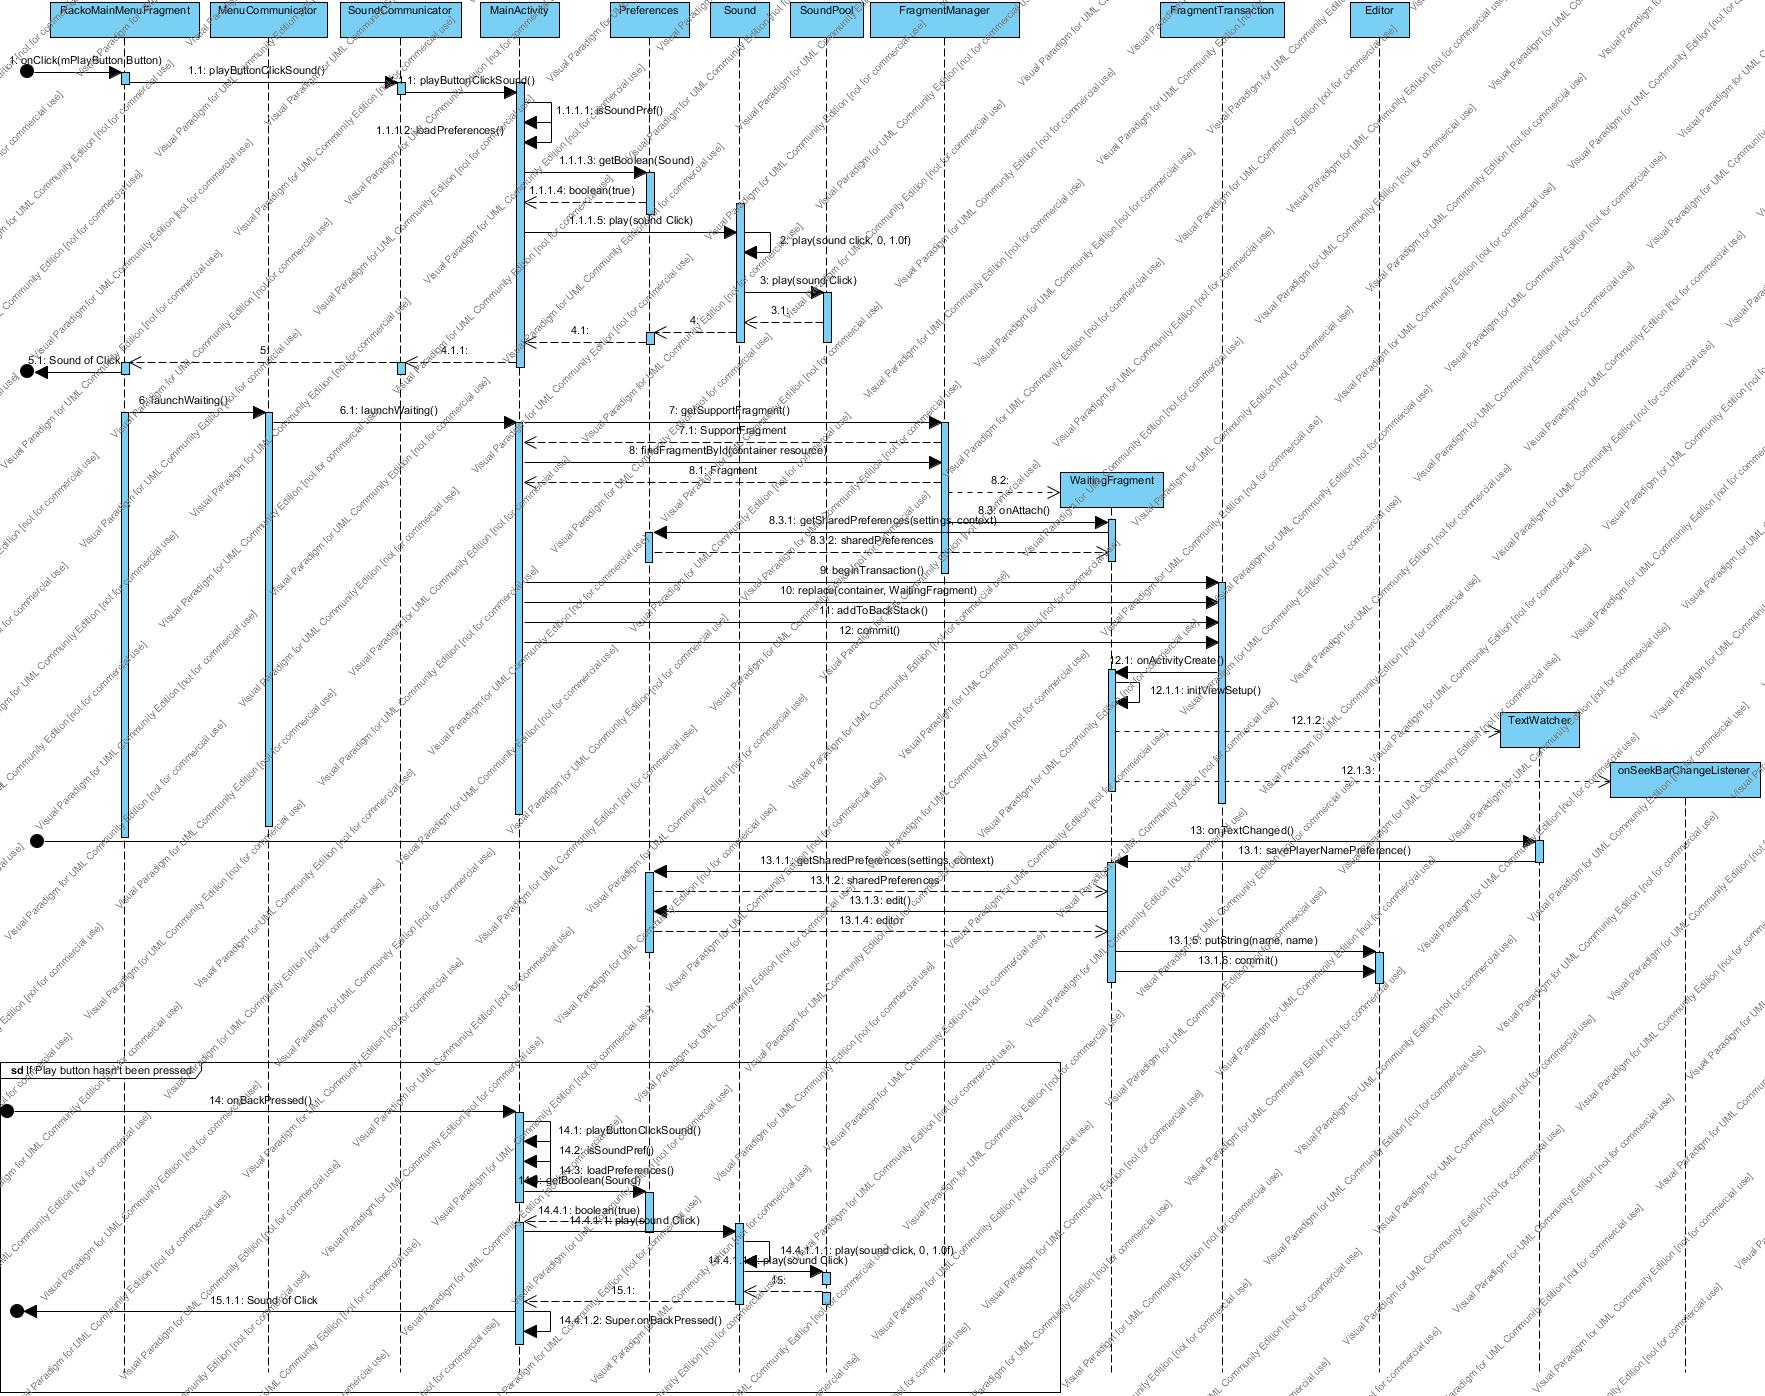 RackoMainMenuFragment
MenuCommunicator
SoundCommunicator
MainActivity
Preferences
Sound
SoundPool
FragmentManager
FragmentTransaction
Editor
1: onClick(mPlayButton:Button)
1.1: playButtonClickSound()
1: playButtonClickSound()
1.1.1.1: isSoundPref()
1.1.1.2: loadPreferences()
1.1.1.3: getBoolean(Sound)
1.1.1.4: boolean(true)
1.1.1.5: play(sound Click)
2: play(sound click, 0, 1.0f)
3: play(sound Click)
3.1:
4:
4.1:
4.1.1:
5:
5.1: Sound of Click
6: launchWaiting()
6.1: launchWaiting()
7: getSupportFragment()
7.1: SupportFragment
8: findFragmentById(container resource)
8.1: Fragment
8.2:
WaitingFragment
8.3: onAttach()
8.3.1: getSharedPreferences(settings, context)
8.3.2: sharedPreferences
9: beginTransaction()
10: replace(container, WaitingFragment)
11: addToBackStack()
12: commit()
12.1: onActivityCreate()
12.1.1: initViewSetup()
12.1.2:
TextWatcher
12.1.3:
onSeekBarChangeListener
13: onTextChanged()
13.1: savePlayerNamePreference()
13.1.1: getSharedPreferences(settings, context)
13.1.2: sharedPreferences
13.1.3: edit()
13.1.4: editor
13.1.5: putString(name, name)
13.1.6: commit()
sd If Play button hasn't been pressed
14: onBackPressed()
14.1: playButtonClickSound()
14.2: isSoundPref()
14.3: loadPreferences()
getBoolean(Sound)
14.4.1: boolean(true)
14.4.1.1: play(sound Click)
14.4.1.1.1: play(sound click, 0, 1.0f)
play(sound Click)
15:
15.1:
15.1.1: Sound of Click
14.4.1.2: Super.onBackPressed()
Visual Paradigm for UML Community Edition [not for commercial use]